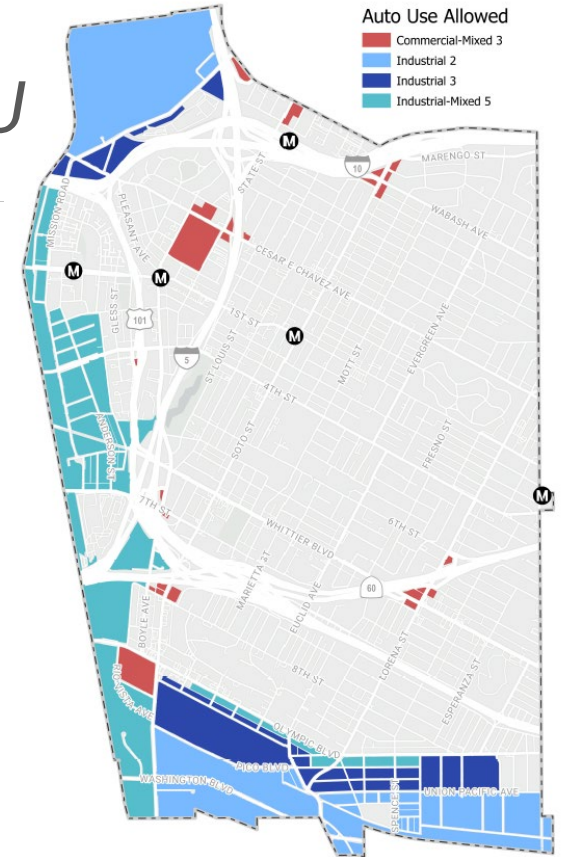 U
Auto Use Allowed
Commercial-Mixed 3
Industrial 2
Industrial 3
Industrial-Mixed 5
M
10
MARENGO ST
STATE ST
MISSION ROAD
PLEASANT AVE
WABASH AVE
CESAR E CHAVEZ AVE
M
M
GLESS ST
101
1ST ST
M
5
ST LOUIS ST
MOTT ST
EVERGREEN AVE
4TH ST
SOTO ST
ANDERSON ST
FRESNO ST
M
7TH ST
6TH ST
WHITTIER BLVD
MARIETTA ST
EUCLID AVE
60
BOYLE AVE
LORENA ST
8TH ST
ESPERANZA ST
RIO VISTA AVE
OLYMPIC BLVD
PICO BLVD
WASHINGTON BLVD
SPENCE ST
UNION PACIFIC AVE